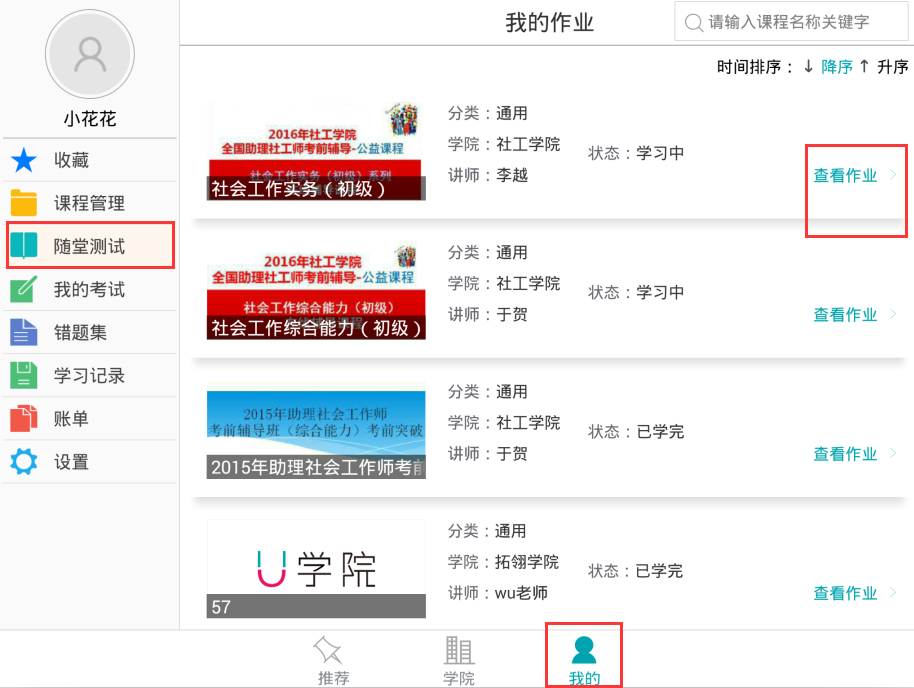 小花花
收藏
课程管理
随堂测试
我的考试
错题集
学习记录
账单
设置
我的作业
请输入课程名称关键字
时间排序：↓ 降序 ↑ 升序
2016年社工学院
全国助理社工师考前辅导-公益课程
社会工作实务（初级）系列
社会工作实务（初级）
分类：通用
学院：社工学院
讲师：李越
状态：学习中
查看作业
2016年社工学院
全国助理社工师考前辅导-公益课程
社会工作综合能力（初级）
社会工作综合能力（初级）
分类：通用
学院：社工学院
讲师：于贺
状态：学习中
查看作业
2015年助理社会工作师
考前辅导班（综合能力）考前突破
2015年助理社会工作师考前
分类：通用
学院：社工学院
讲师：于贺
状态：已学完
查看作业
U学院
57
分类：通用
学院：拓翎学院
讲师：wu老师
状态：已学完
查看作业
推荐
学院
我的